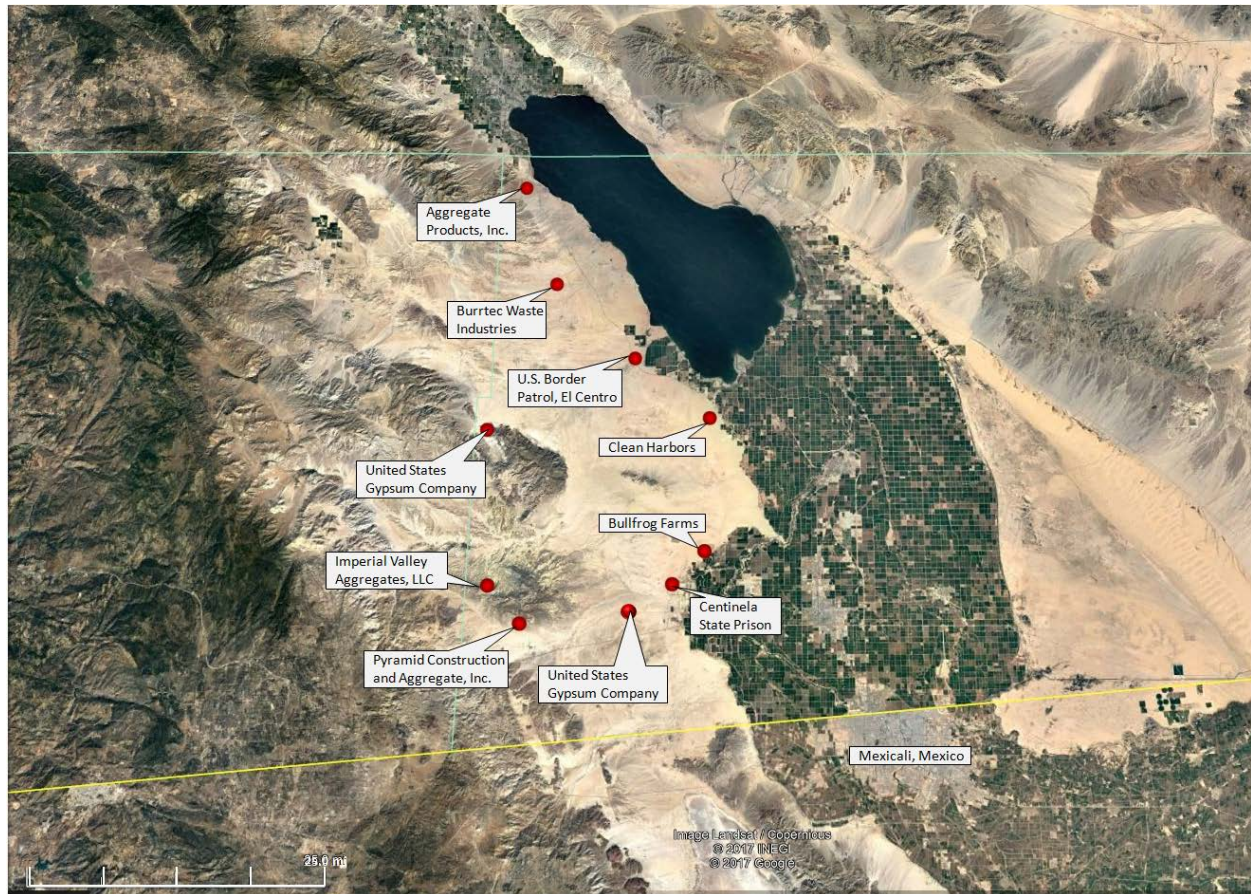 Aggregate
Products, Inc.
Burrtec Waste
Industries
U.S. Border
Patrol, El Centro
Clean Harbors
United States
Gypsum Company
Bullfrog Farms
Imperial Valley
Aggregates, LLC
Centinela
State Prison
Pyramid Construction
and Aggregate, Inc.
United States
Gypsum Company
Mexicali, Mexico
Image Landsat / Copernicus
© 2017 INEGI
© 2017 Google
mi